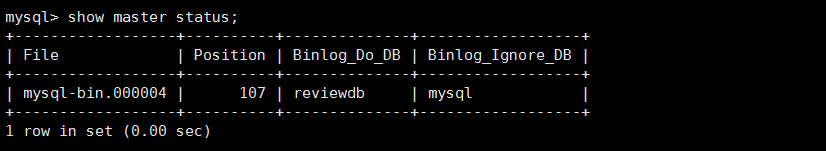 mysql> show master status;
+------------------+----------+--------------+------------------+
| File             | Position | Binlog_Do_DB | Binlog_Ignore_DB |
+------------------+----------+--------------+------------------+
| mysql-bin.000004 |      107 | reviewdb     | mysql            |
+------------------+----------+--------------+------------------+
1 row in set (0.00 sec)